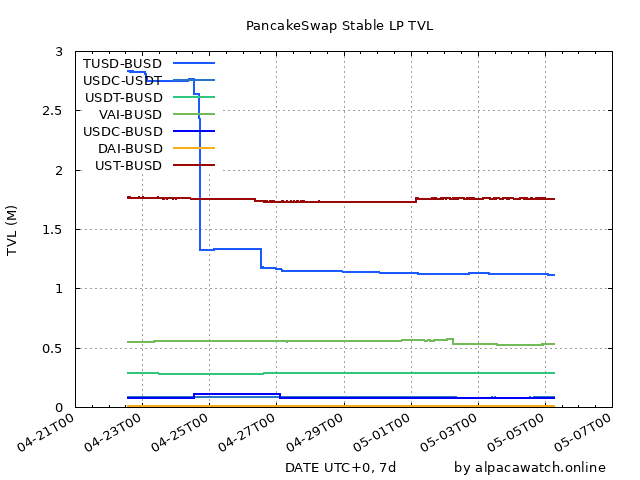 PancakeSwap Stable LP TVL
TVL (M)
3
2.5
2
1.5
1
0.5
0
TUSD-BUSD
USDC-USDT
USDT-BUSD
VAI-BUSD
USDC-BUSD
DAI-BUSD
UST-BUSD
04-21T00
04-23T00
04-25T00
04-27T00
04-29T00
05-01T00
05-03T00
05-05T00
05-07T00
DATE UTC+0, 7d
by alpacawatch.online